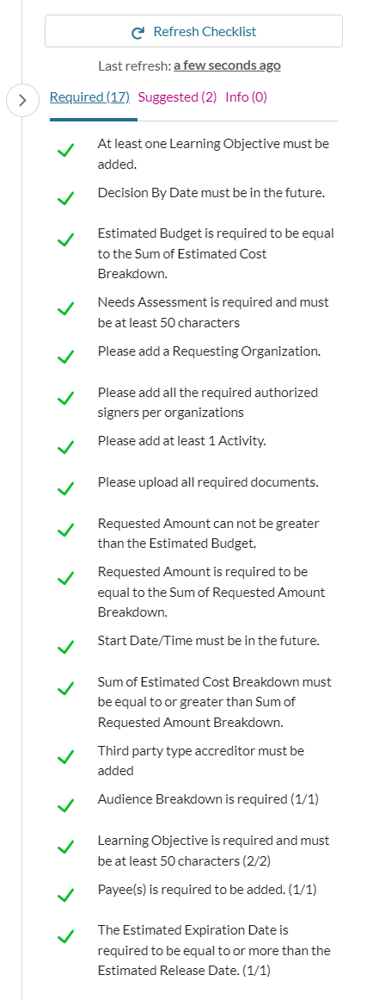 Refresh Checklist
Last refresh: a few seconds ago
Required (17) Suggested (2) Info (0)
At least one Learning Objective must be
added.
Decision By Date must be in the future.
Estimated Budget is required to be equal
to the Sum of Estimated Cost
Breakdown.
Needs Assessment is required and must
be at least 50 characters
Please add a Requesting Organization.
Please add all the required authorized
signers per organizations
Please add at least 1 Activity.
Please upload all required documents.
Requested Amount can not be greater
than the Estimated Budget.
Requested Amount is required to be
equal to the Sum of Requested Amount
Breakdown.
Start Date/Time must be in the future.
Sum of Estimated Cost Breakdown must
be equal to or greater than Sum of
Requested Amount Breakdown.
Third party type accreditor must be
added
Audience Breakdown is required (1/1)
Learning Objective is required and must
be at least 50 characters (2/2)
Payee(s) is required to be added. (1/1)
The Estimated Expiration Date is
required to be equal to or more than the
Estimated Release Date. (1/1)